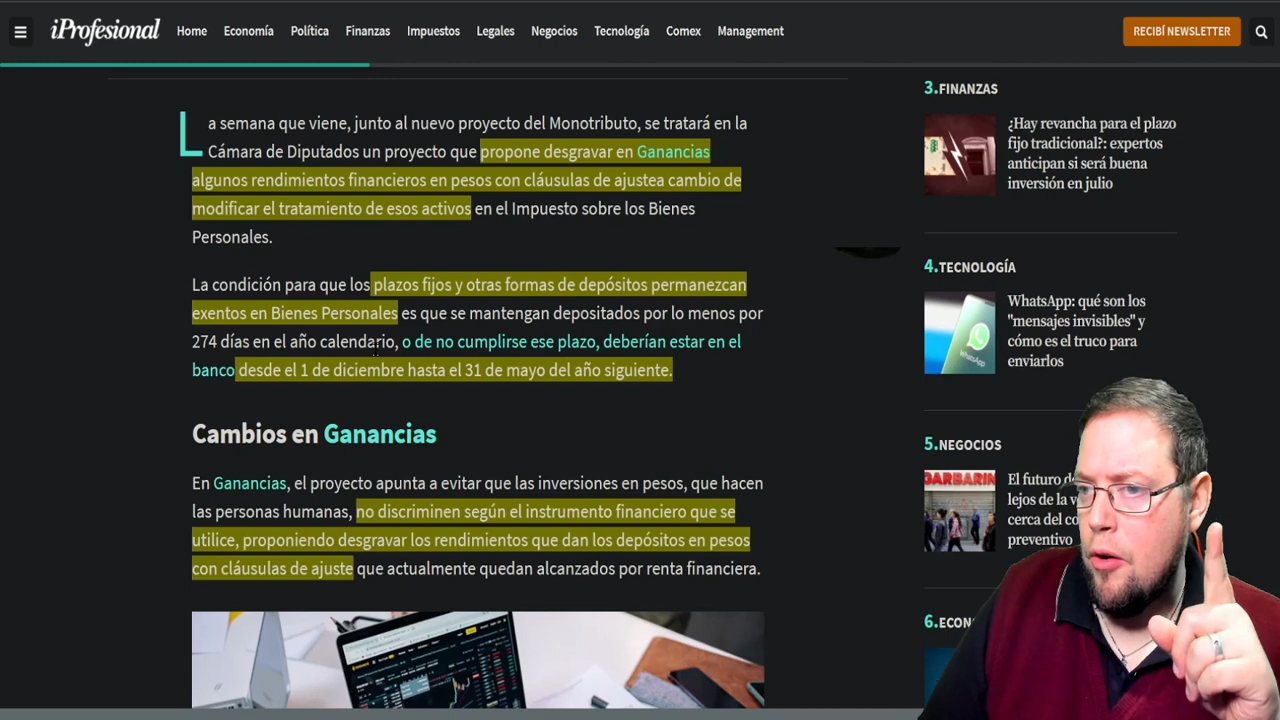 iProfesional
Home Economía Política Finanzas Impuestos Legales Negocios Tecnología Comex Management
RECIBÍ NEWSLETTER
La semana que viene, junto al nuevo proyecto del Monotributo, se tratará en la
Cámara de Diputados un proyecto que propone desgravar en Ganancias
algunos rendimientos financieros en pesos con cláusulas de ajustea cambio de
modificar el tratamiento de esos activos en el Impuesto sobre los Bienes
Personales.
La condición para que los plazos fijos y otras formas de depósitos permanezcan
exentos en Bienes Personales es que se mantengan depositados por lo menos por
274 días en el año calendario, o de no cumplirse ese plazo, deberían estar en el
banco desde el 1 de diciembre hasta el 31 de mayo del año siguiente.
Cambios en Ganancias
En Ganancias, el proyecto apunta a evitar que las inversiones en pesos, que hacen
las personas humanas, no discriminen según el instrumento financiero que se
utilice, proponiendo desgravar los rendimientos que dan los depósitos en pesos
con cláusulas de ajuste que actualmente quedan alcanzados por renta financiera.
3.FINANZAS
¿Hay revancha para el plazo
fijo tradicional?: expertos
anticipan si será buena
inversión en julio
4.TECNOLOGÍA
WhatsApp: qué son los
"mensajes invisibles" y
cómo es el truco para
enviarlos
5.NEGOCIOS
El futuro
lejos de la
cerca del
preventivo
6.